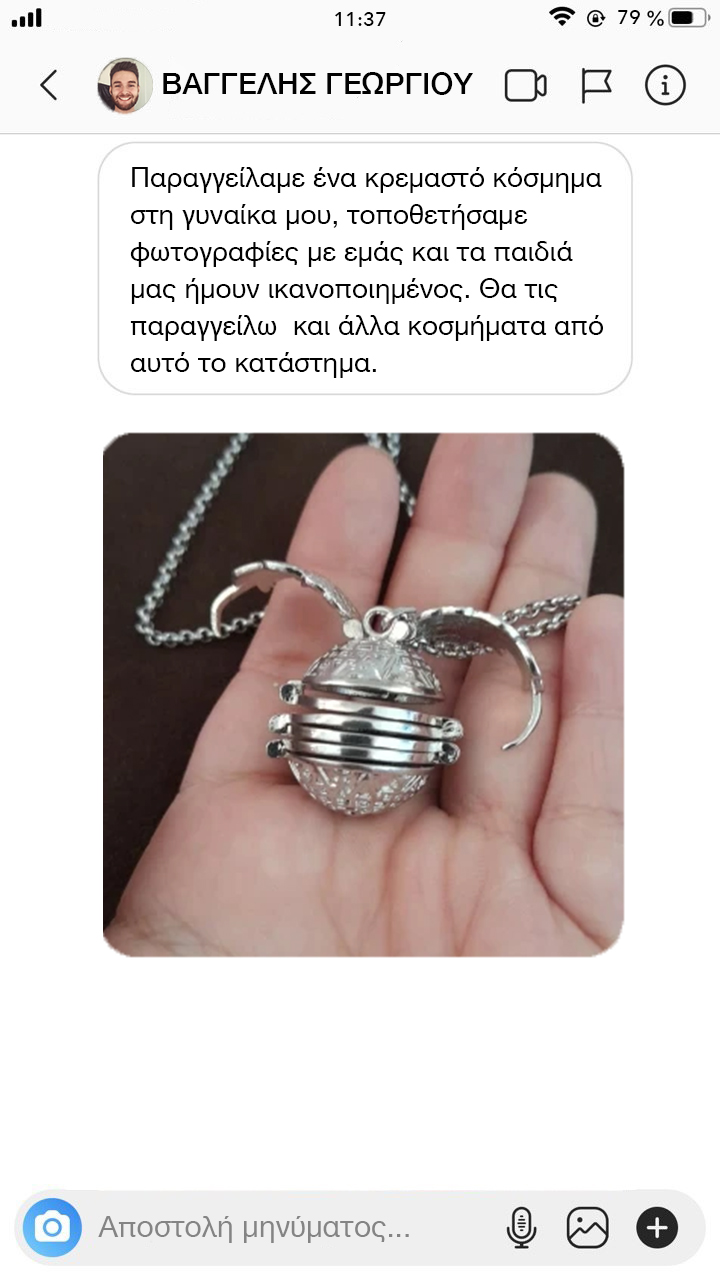 11:37
79 %
ΒΑΓΓΕΛΗΣ ΓΕΩΡΓΙΟΥ
Παραγγείλαμε ένα κρεμαστό κόσμημα
στη γυναίκα μου, τοποθετήσαμε
φωτογραφίες με εμάς και τα παιδιά
μας ήμουν ικανοποιημένος. Θα τις
παραγγείλω  και άλλα κοσμήματα από
αυτό το κατάστημα.
Αποστολή μηνύματος...